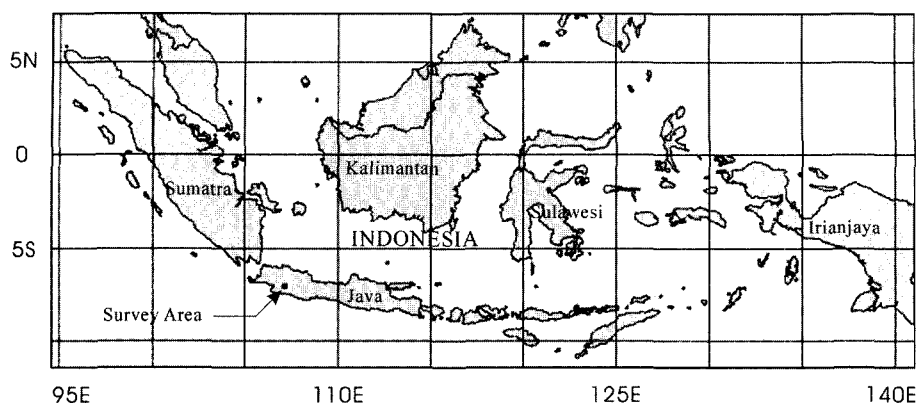 5N
0
Kalimantan
Sumatra
Sulawesi
Irianjaya
INDONESIA
5S
Java
Survey Area
95E 110E 125E 140E